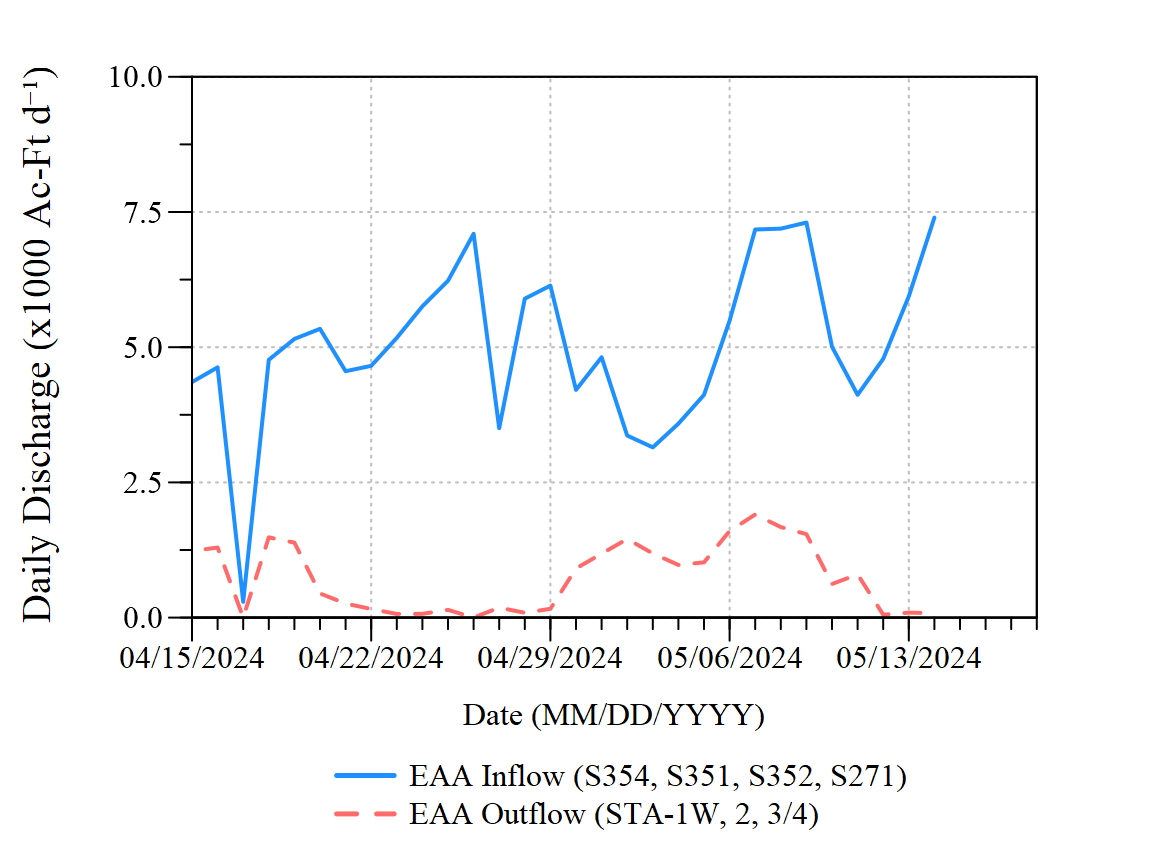 Daily Discharge (x1000 Ac-Ft d⁻¹)
10.0
7.5
5.0
2.5
0.0
04/15/2024 04/22/2024 04/29/2024 05/06/2024 05/13/2024
Date (MM/DD/YYYY)
EAA Inflow (S354, S351, S352, S271)
EAA Outflow (STA-1W, 2, 3/4)